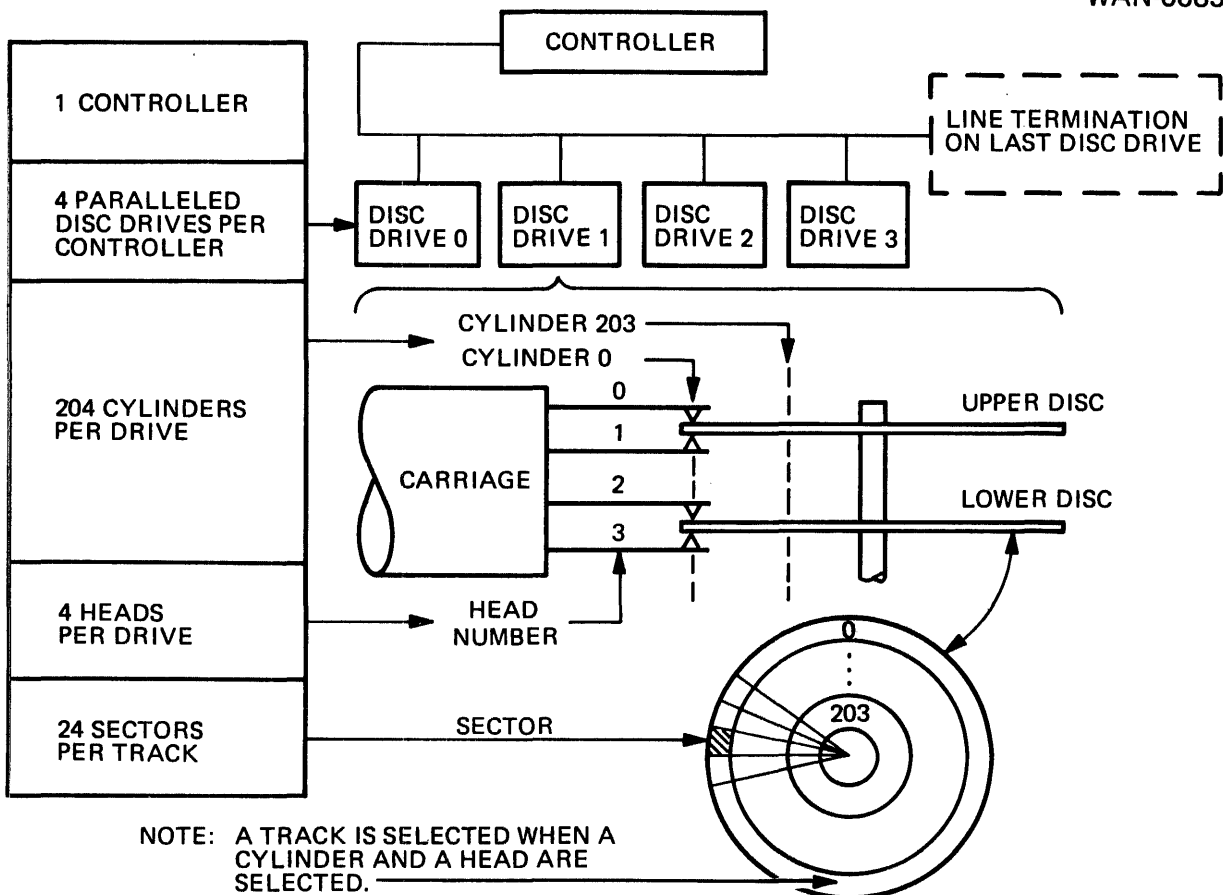 CONTROLLER
1 CONTROLLER
LINE TERMINATION
ON LAST DISC DRIVE
4 PARALLELED
DISC DRIVES PER
CONTROLLER
DISC
DRIVE 0
DISC
DRIVE 1
DISC
DRIVE 2
DISC
DRIVE 3
204 CYLINDERS
PER DRIVE
CYLINDER 203
CYLINDER 0
0
1
2
3
CARRIAGE
UPPER DISC
LOWER DISC
4 HEADS
PER DRIVE
HEAD
NUMBER
0
203
24 SECTORS
PER TRACK
SECTOR
NOTE: A TRACK IS SELECTED WHEN A
CYLINDER AND A HEAD ARE
SELECTED.